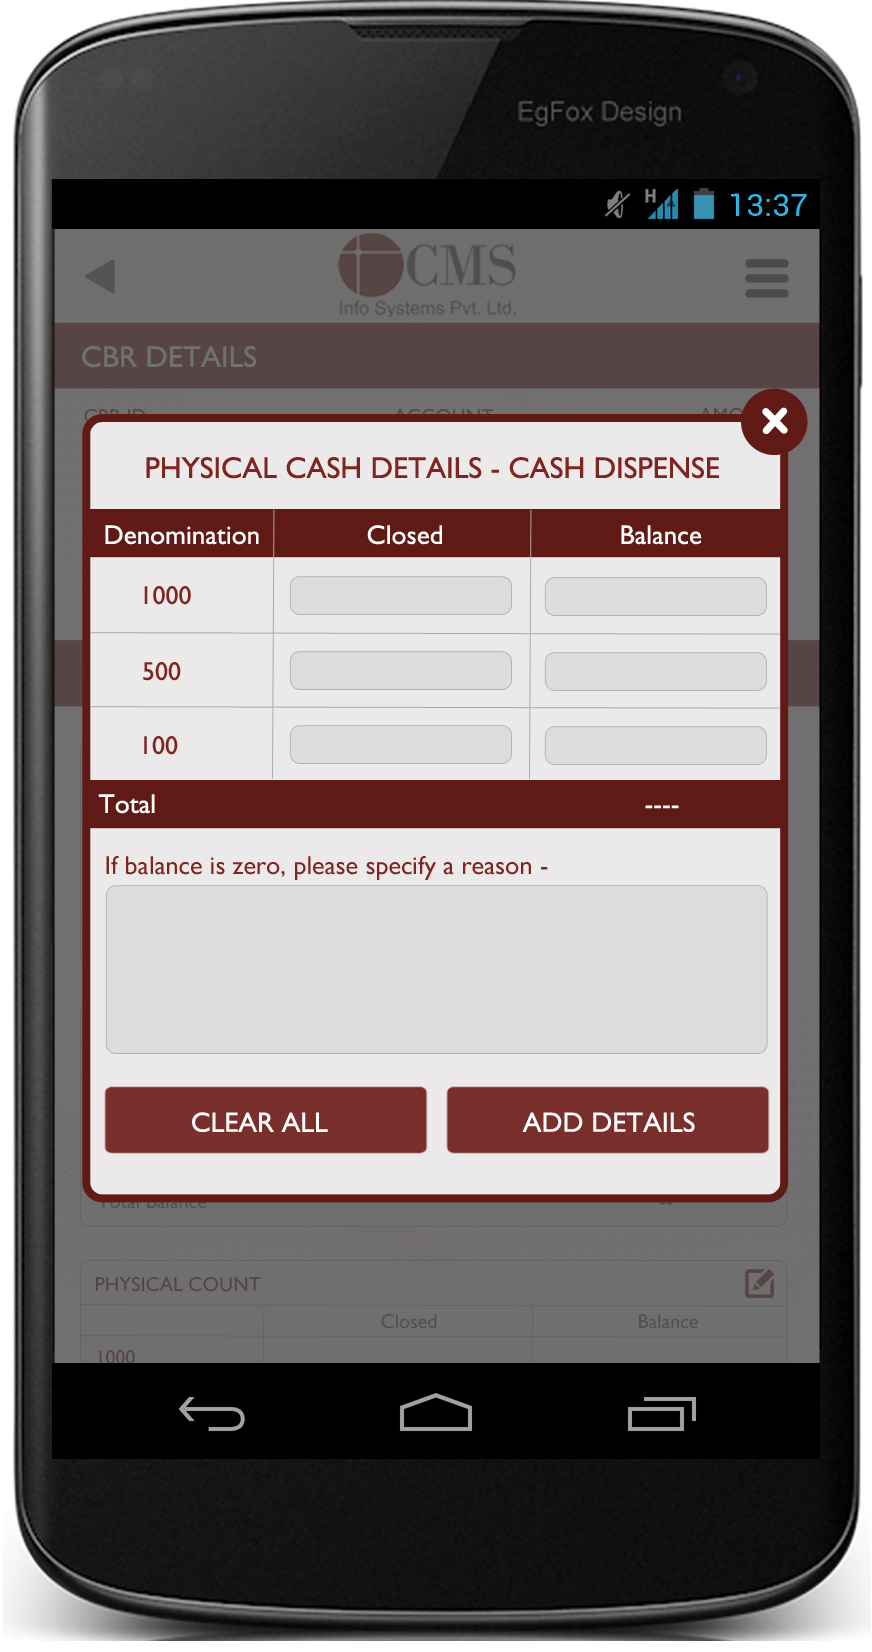 EgFox Design
H 13:37
CMS
Info Systems Pvt. Ltd.
CBR DETAILS
CBR ID ACCOUNT
PHYSICAL CASH DETAILS - CASH DISPENSE
Denomination Closed Balance
1000
500
100
Total ----
If balance is zero, please specify a reason -
CLEAR ALL ADD DETAILS
Total Balance --
PHYSICAL COUNT
Closed Balance
1000